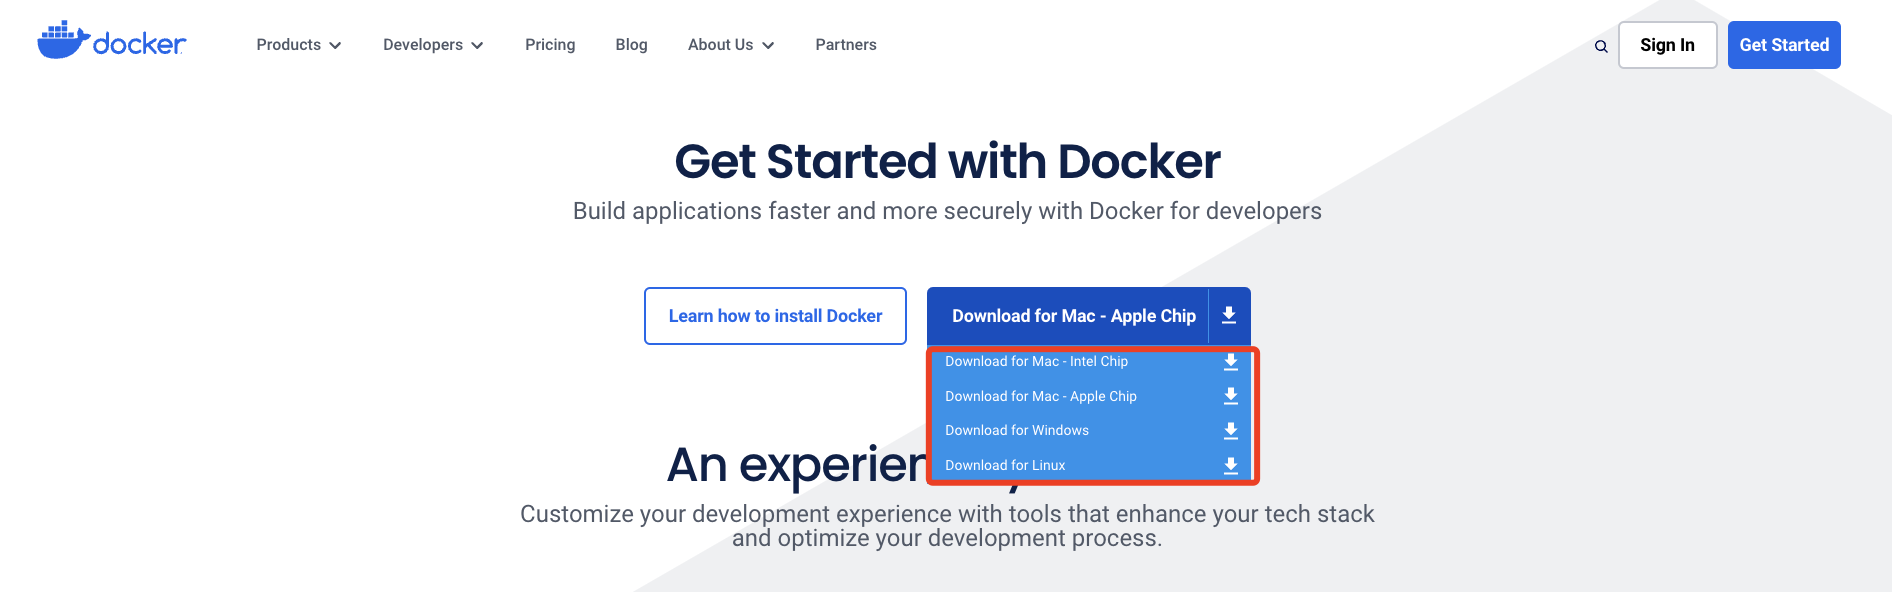 docker
Products
Developers
Pricing
Blog
About Us
Partners
Sign In
Get Started
Get Started with Docker
Build applications faster and more securely with Docker for developers
Learn how to install Docker
Download for Mac - Apple Chip
Download for Mac - Intel Chip
Download for Mac - Apple Chip
Download for Windows
Download for Linux
An
Customize your development experience with tools that enhance your tech stack
and optimize your development process.